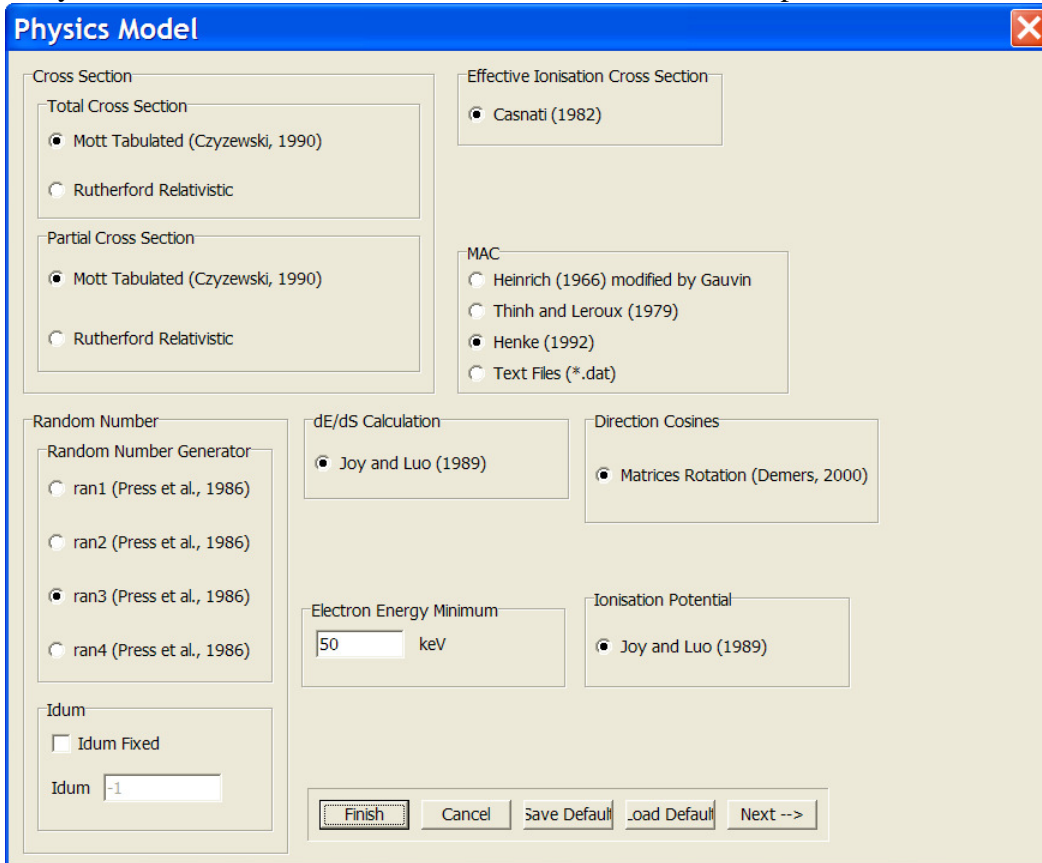 Physics Model
Cross Section
Total Cross Section
Mott Tabulated (Czyzewski, 1990)
Rutherford Relativistic
Partial Cross Section
Mott Tabulated (Czyzewski, 1990)
Rutherford Relativistic
Effective Ionisation Cross Section
Casnati (1982)
MAC
Heinrich (1966) modified by Gauvin
Thinh and Leroux (1979)
Henke (1992)
Text Files (*.dat)
Random Number
Random Number Generator
ran1 (Press et al., 1986)
ran2 (Press et al., 1986)
ran3 (Press et al., 1986)
ran4 (Press et al., 1986)
Idum
Idum Fixed
Idum -1
dE/dS Calculation
Joy and Luo (1989)
Direction Cosines
Matrices Rotation (Demers, 2000)
Electron Energy Minimum
50 keV
Ionisation Potential
Joy and Luo (1989)
Finish Cancel Save Default Load Default Next -->